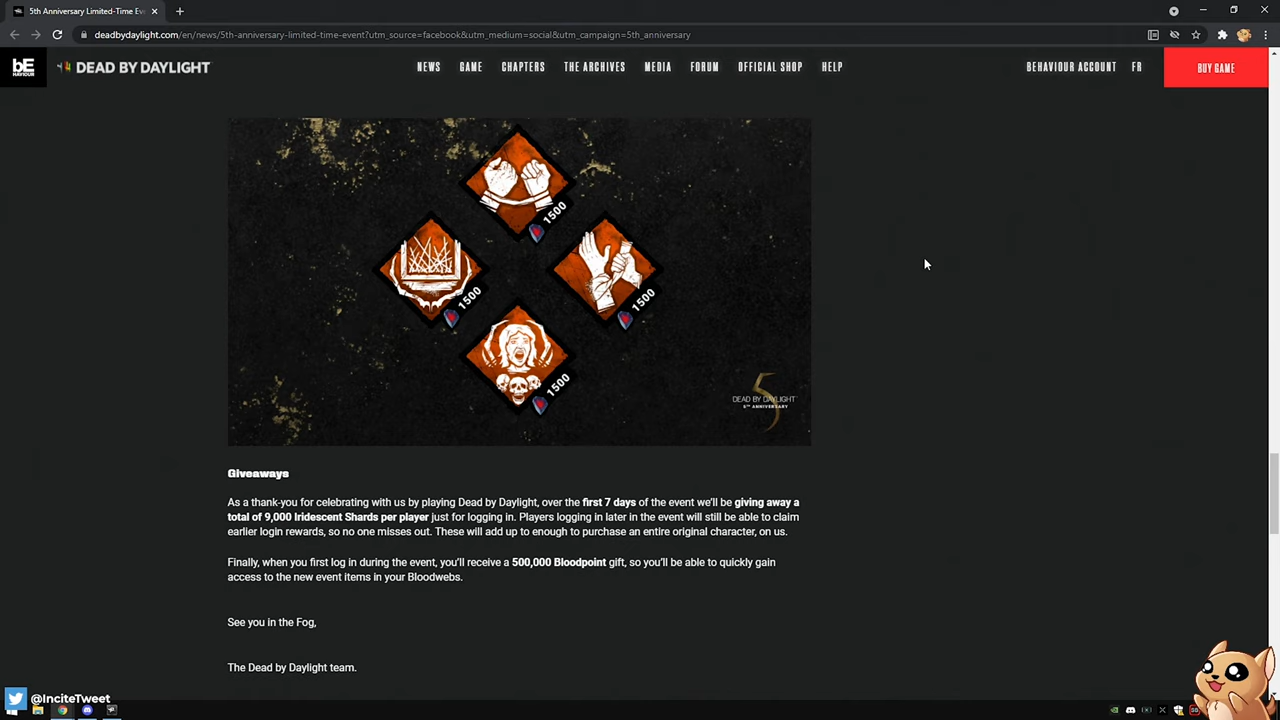 5th Anniversary Limited-Time Eve
deadbydaylight.com/en/news/5th-anniversary-limited-time-event?utm_source=facebook&utm_medium=social&utm_campaign=5th_anniversary
bE
HAVIOUR
DEAD BY DAYLIGHT
NEWS GAME CHAPTERS THE ARCHIVES MEDIA FORUM OFFICIAL SHOP HELP
BEHAVIOUR ACCOUNT FR BUY GAME
1500
1500
1500
1500
5
DEAD BY DAYLIGHT
5TH ANNIVERSARY
Giveaways
As a thank-you for celebrating with us by playing Dead by Daylight, over the first 7 days of the event we'll be giving away a
total of 9,000 Iridescent Shards per player just for logging in. Players logging in later in the event will still be able to claim
earlier login rewards, so no one misses out. These will add up to enough to purchase an entire original character, on us.
Finally, when you first log in during the event, you'll receive a 500,000 Bloodpoint gift, so you'll be able to quickly gain
access to the new event items in your Bloodwebs.
See you in the Fog,
The Dead by Daylight team.
@InciteTweet